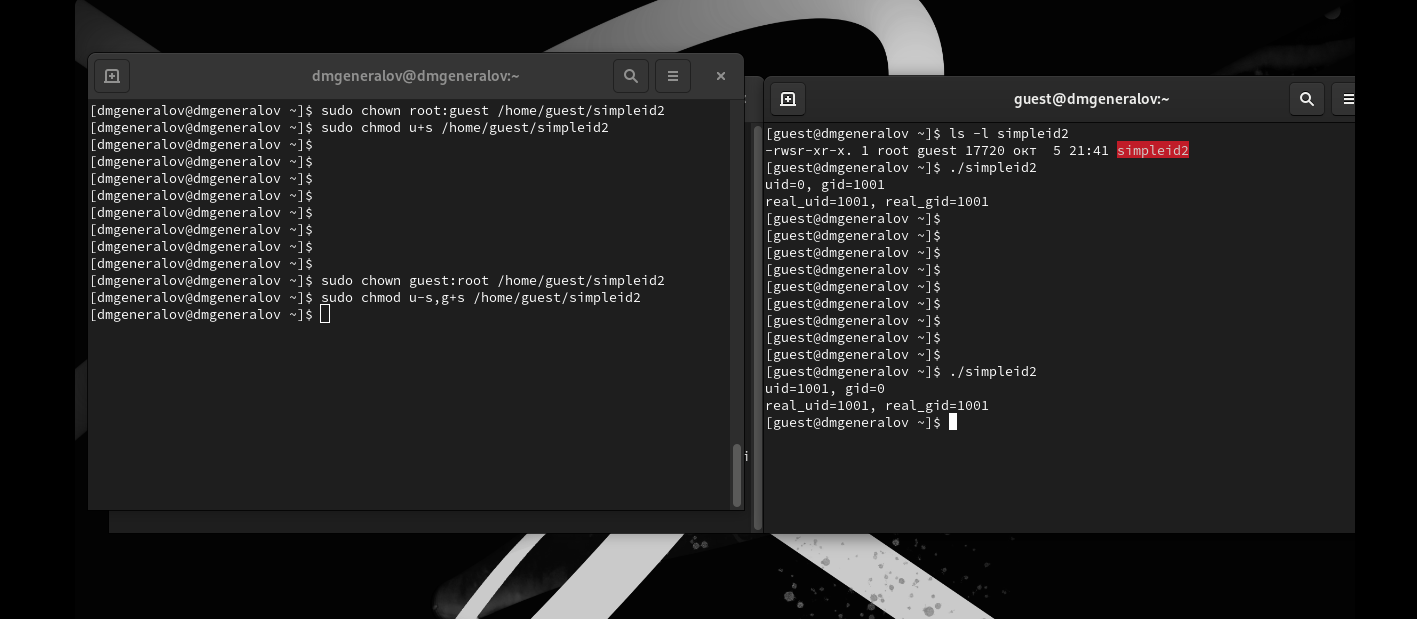 dmgeneralov@dmgeneralov:~
[dmgeneralov@dmgeneralov ~]$ sudo chown root:guest /home/guest/simpleid2
[dmgeneralov@dmgeneralov ~]$ sudo chmod u+s /home/guest/simpleid2
[dmgeneralov@dmgeneralov ~]$
[dmgeneralov@dmgeneralov ~]$
[dmgeneralov@dmgeneralov ~]$
[dmgeneralov@dmgeneralov ~]$
[dmgeneralov@dmgeneralov ~]$
[dmgeneralov@dmgeneralov ~]$
[dmgeneralov@dmgeneralov ~]$
[dmgeneralov@dmgeneralov ~]$
[dmgeneralov@dmgeneralov ~]$ sudo chown guest:root /home/guest/simpleid2
[dmgeneralov@dmgeneralov ~]$ sudo chmod u-s,g+s /home/guest/simpleid2
[dmgeneralov@dmgeneralov ~]$
guest@dmgeneralov:~
[guest@dmgeneralov ~]$ ls -l simpleid2
-rwsr-xr-x. 1 root guest 17720 окт  5 21:41 simpleid2
[guest@dmgeneralov ~]$ ./simpleid2
uid=0, gid=1001
real_uid=1001, real_gid=1001
[guest@dmgeneralov ~]$
[guest@dmgeneralov ~]$
[guest@dmgeneralov ~]$
[guest@dmgeneralov ~]$
[guest@dmgeneralov ~]$
[guest@dmgeneralov ~]$
[guest@dmgeneralov ~]$
[guest@dmgeneralov ~]$
[guest@dmgeneralov ~]$
[guest@dmgeneralov ~]$ ./simpleid2
uid=1001, gid=0
real_uid=1001, real_gid=1001
[guest@dmgeneralov ~]$